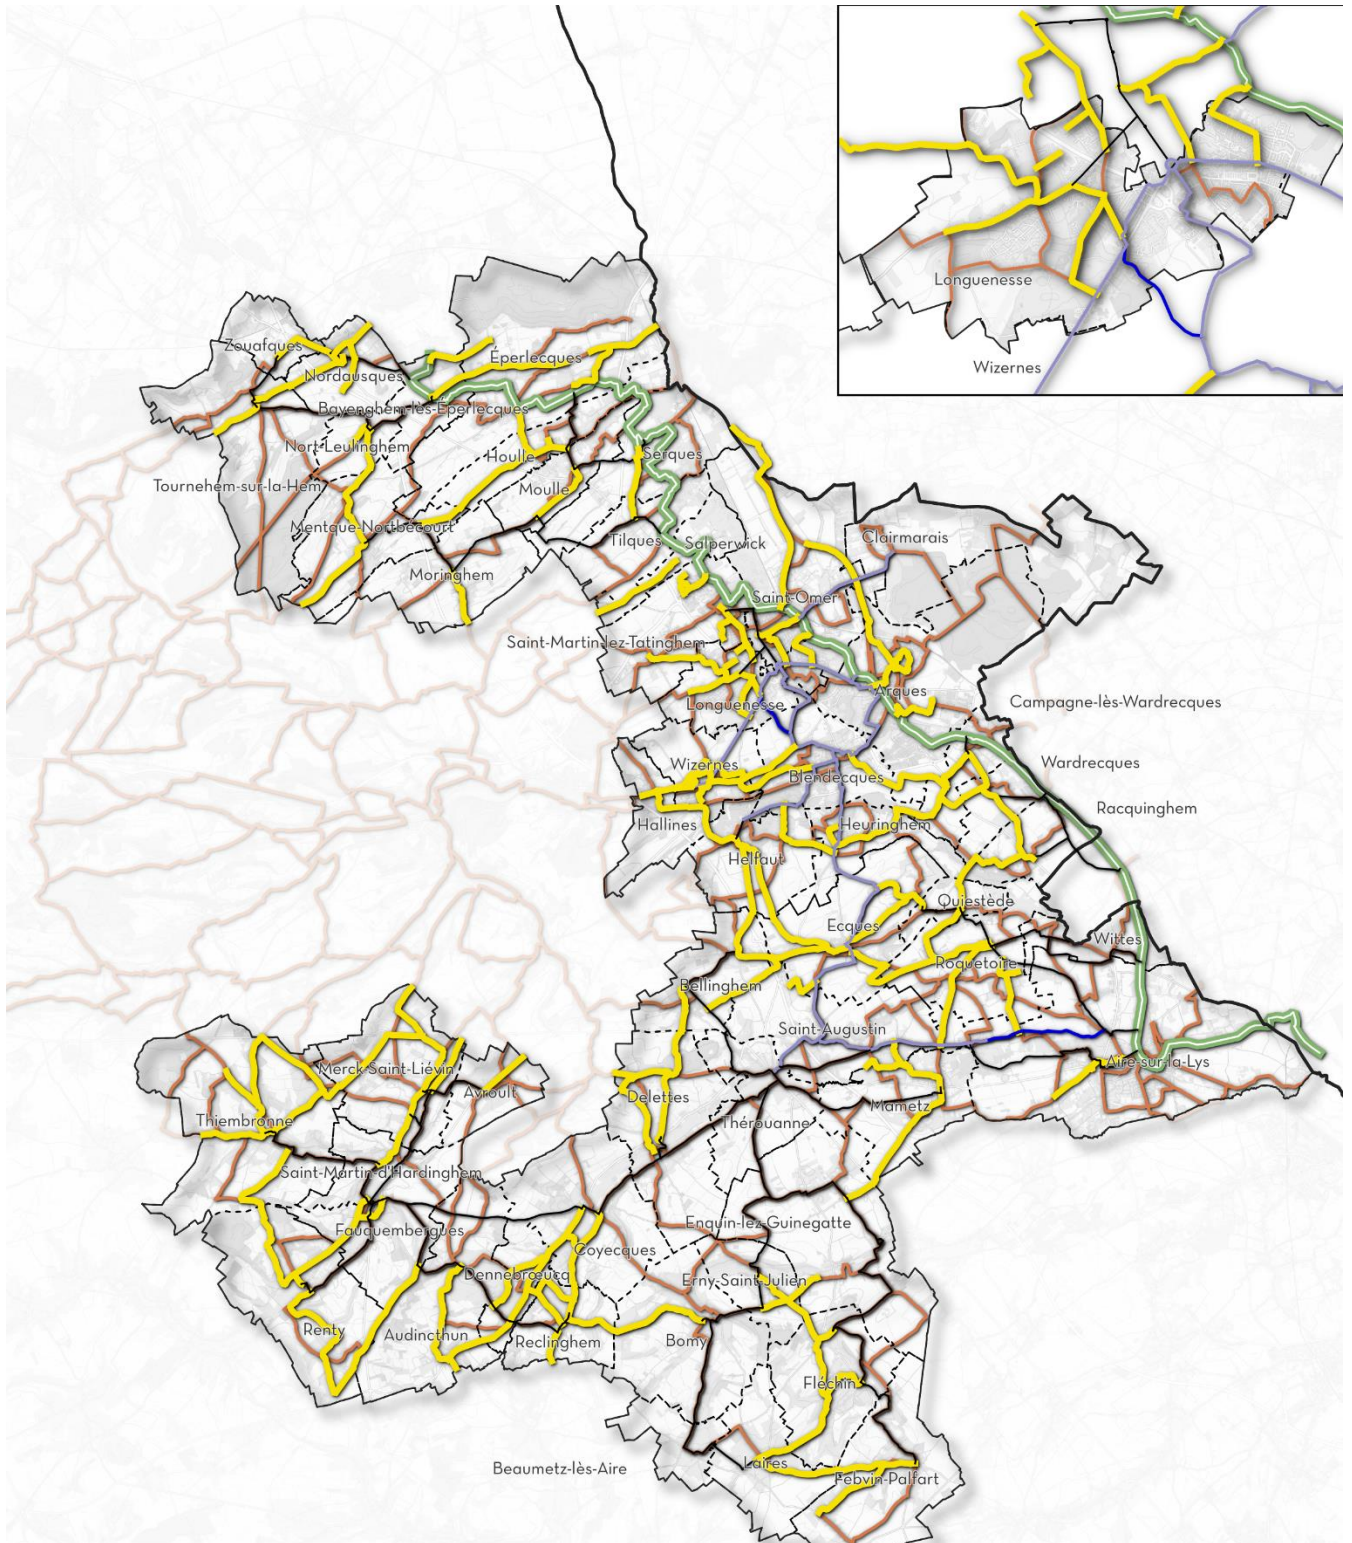 Longuenesse
Wizernes
Zouafques
Éperlecques
Nordausques
Bayenghem-lès-Éperlecques
Nort-Leulinghem
Houlle
Serques
Tournehem-sur-la-Hem
Moulle
Mentque-Nortbécourt
Tilques
Salperwick
Clairmarais
Moringhem
Saint-Omer
Saint-Martin-lez-Tatinghem
Arques
Longuenesse
Campagne-lès-Wardrecques
Wizernes
Blendecques
Wardrecques
Racquinghem
Hallines
Heuringhem
Helfaut
Quiestède
Ecques
Wittes
Roquetoire
Bellinghem
Saint-Augustin
Merck-Saint-Liévin
Aire-sur-la-Lys
Avroult
Delettes
Mametz
Thiembronne
Thérouanne
Saint-Martin-d'Hardinghem
Fauquembergues
Enquin-lez-Guinegatte
Coyecques
Dennebrœucq
Erny-Saint-Julien
Renty
Audincthun
Reclinghem
Bomy
Fléchin
Laires
Beaumetz-lès-Aire
Febvin-Palfart